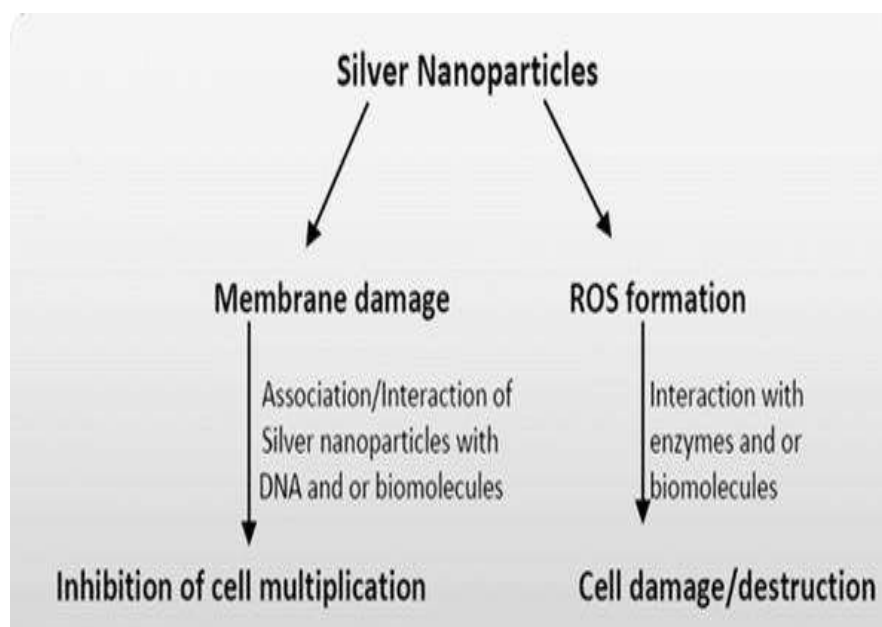 Silver Nanoparticles
Membrane damage
ROS formation
Association/Interaction of
Silver nanoparticles with
DNA and or biomolecules
Interaction with
enzymes and or
biomolecules
Inhibition of cell multiplication
Cell damage/destruction